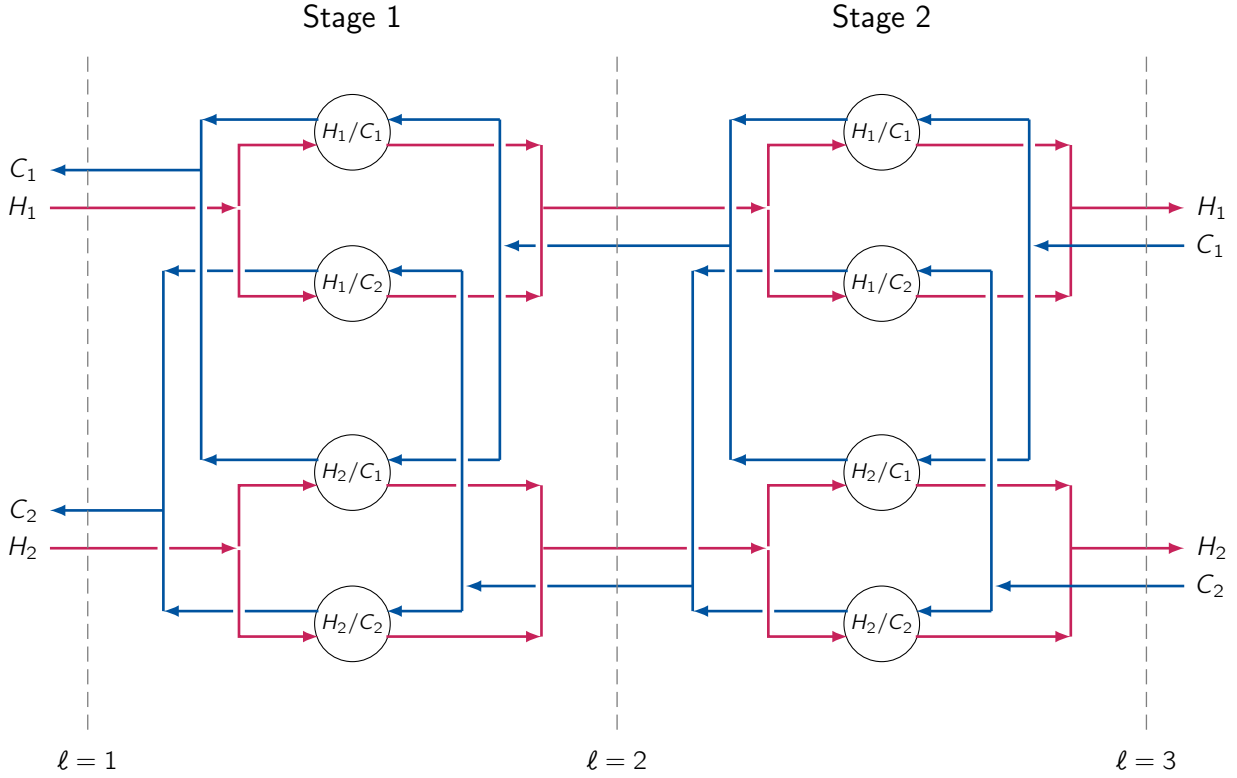 Stage 1 Stage 2
H₁/C₁ H₁/C₁
C₁
H₁ H₁
C₁
H₁/C₂ H₁/C₂
H₂/C₁ H₂/C₁
C₂
H₂ H₂
C₂
H₂/C₂ H₂/C₂
ℓ = 1 ℓ = 2 ℓ = 3